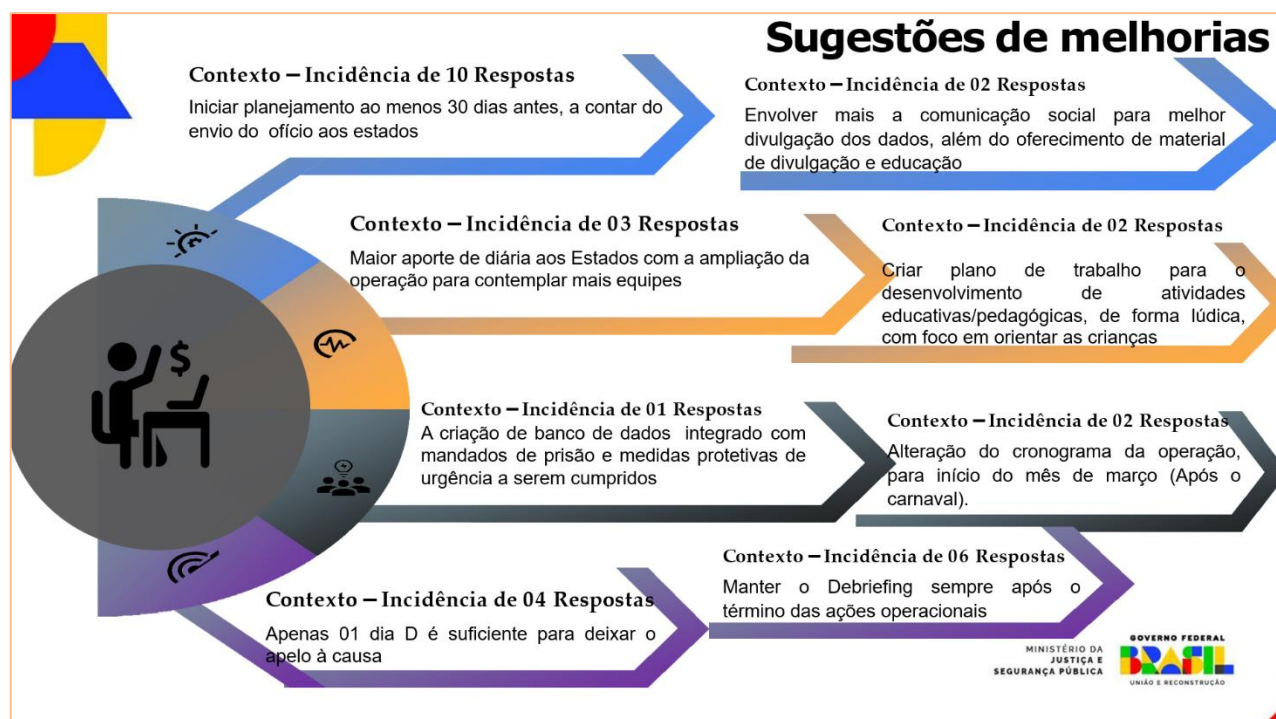 Sugestões de melhorias
Contexto – Incidência de 10 Respostas
Iniciar planejamento ao menos 30 dias antes, a contar do
envio do ofício aos estados
Contexto – Incidência de 02 Respostas
Envolver mais a comunicação social para melhor
divulgação dos dados, além do oferecimento de material
de divulgação e educação
Contexto – Incidência de 03 Respostas
Maior aporte de diária aos Estados com a ampliação da
operação para contemplar mais equipes
Contexto – Incidência de 02 Respostas
Criar plano de trabalho para o
desenvolvimento de atividades
educativas/pedagógicas, de forma lúdica,
com foco em orientar as crianças
$
Contexto – Incidência de 01 Respostas
A criação de banco de dados integrado com
mandados de prisão e medidas protetivas de
urgência a serem cumpridos
Contexto – Incidência de 02 Respostas
Alteração do cronograma da operação,
para início do mês de março (Após o
carnaval).
Contexto – Incidência de 04 Respostas
Apenas 01 dia D é suficiente para deixar o
apelo à causa
Contexto – Incidência de 06 Respostas
Manter o Debriefing sempre após o
término das ações operacionais
MINISTÉRIO DA
JUSTIÇA E
SEGURANÇA PÚBLICA
GOVERNO FEDERAL
BRASIL
UNIÃO E RECONSTRUÇÃO